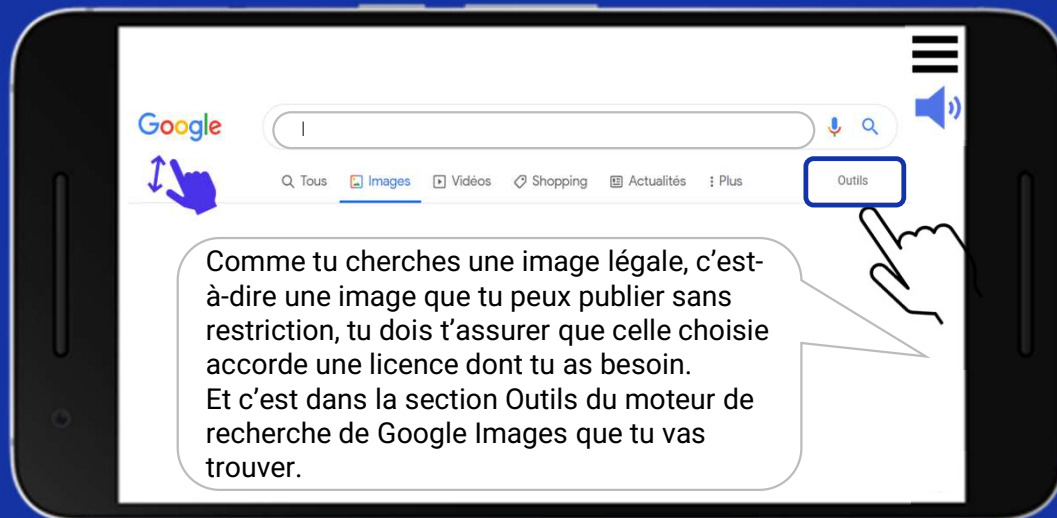 Google
Tous Images Vidéos Shopping Actualités Plus Outils
Comme tu cherches une image légale, c’est-
à-dire une image que tu peux publier sans
restriction, tu dois t’assurer que celle choisie
accorde une licence dont tu as besoin.
Et c’est dans la section Outils du moteur de
recherche de Google Images que tu vas
trouver.